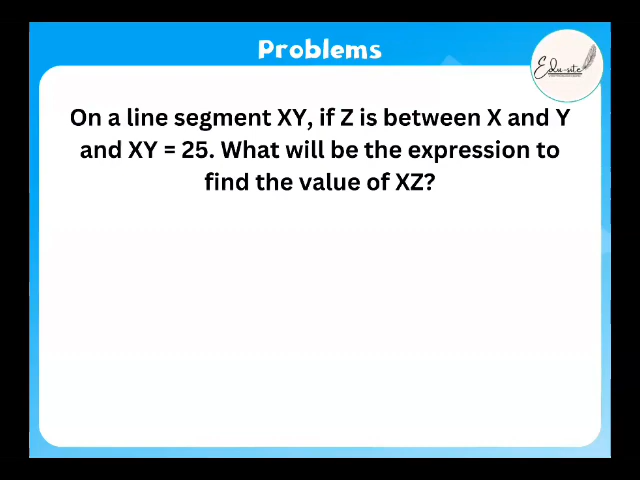 Problems
Edu-site
On a line segment XY, if Z is between X and Y
and XY = 25. What will be the expression to
find the value of XZ?